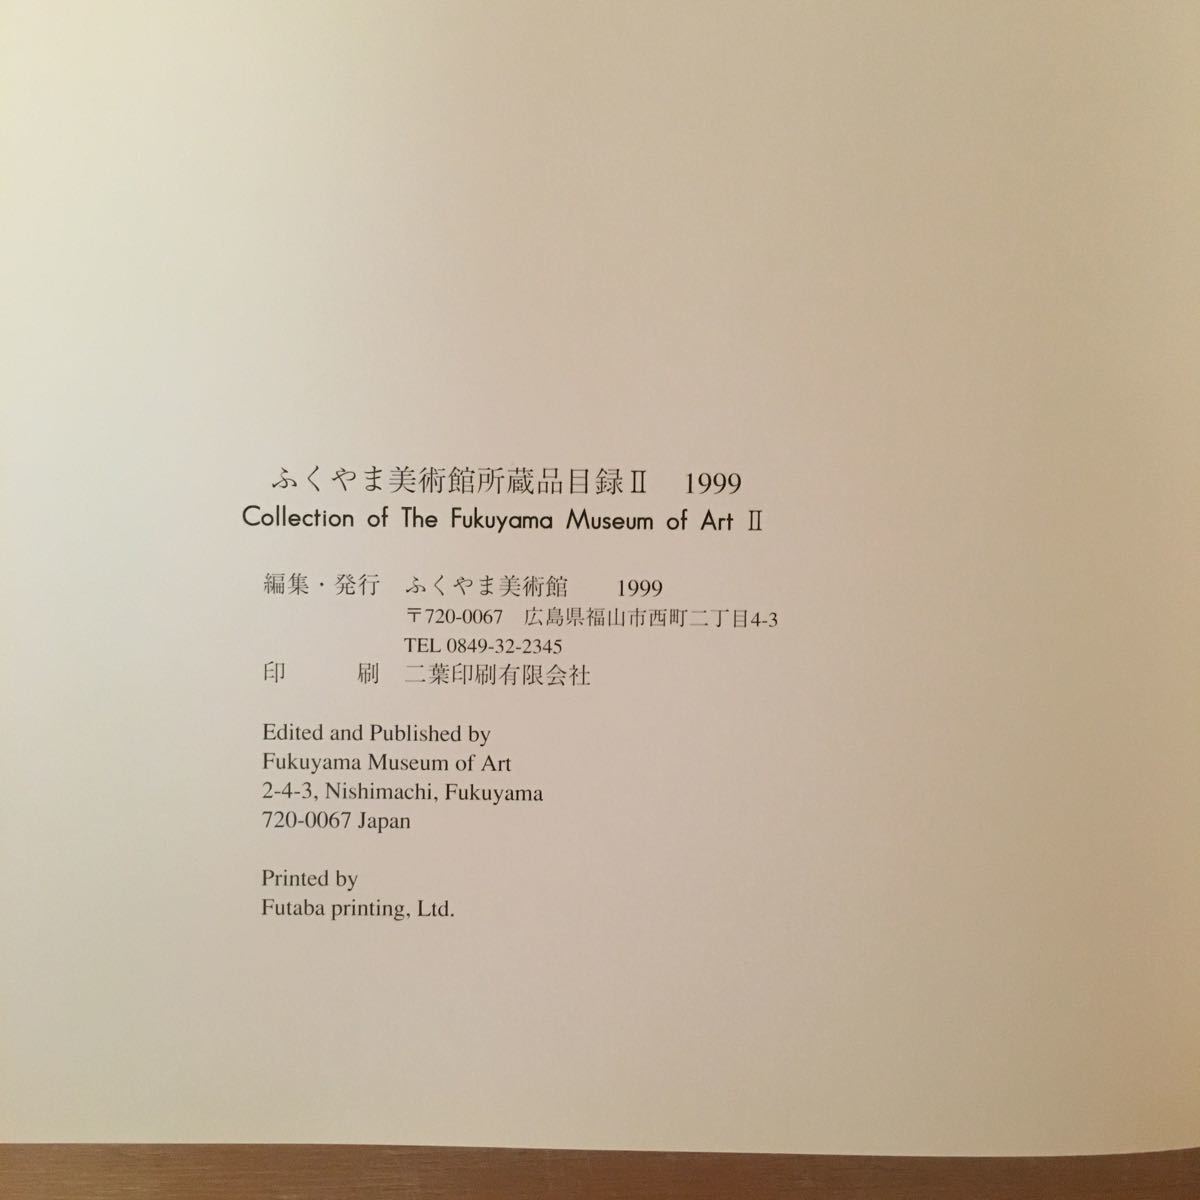 ふくやま美術館所蔵品目録Ⅱ　1999
Collection of The Fukuyama Museum of Art Ⅱ
編集・発行　ふくやま美術館　　1999
〒720-0067　広島県福山市西町二丁目4-3
TEL 0849-32-2345
印　　　刷　二葉印刷有限会社
Edited and Published by
Fukuyama Museum of Art
2-4-3, Nishimachi, Fukuyama
720-0067 Japan
Printed by
Futaba printing, Ltd.